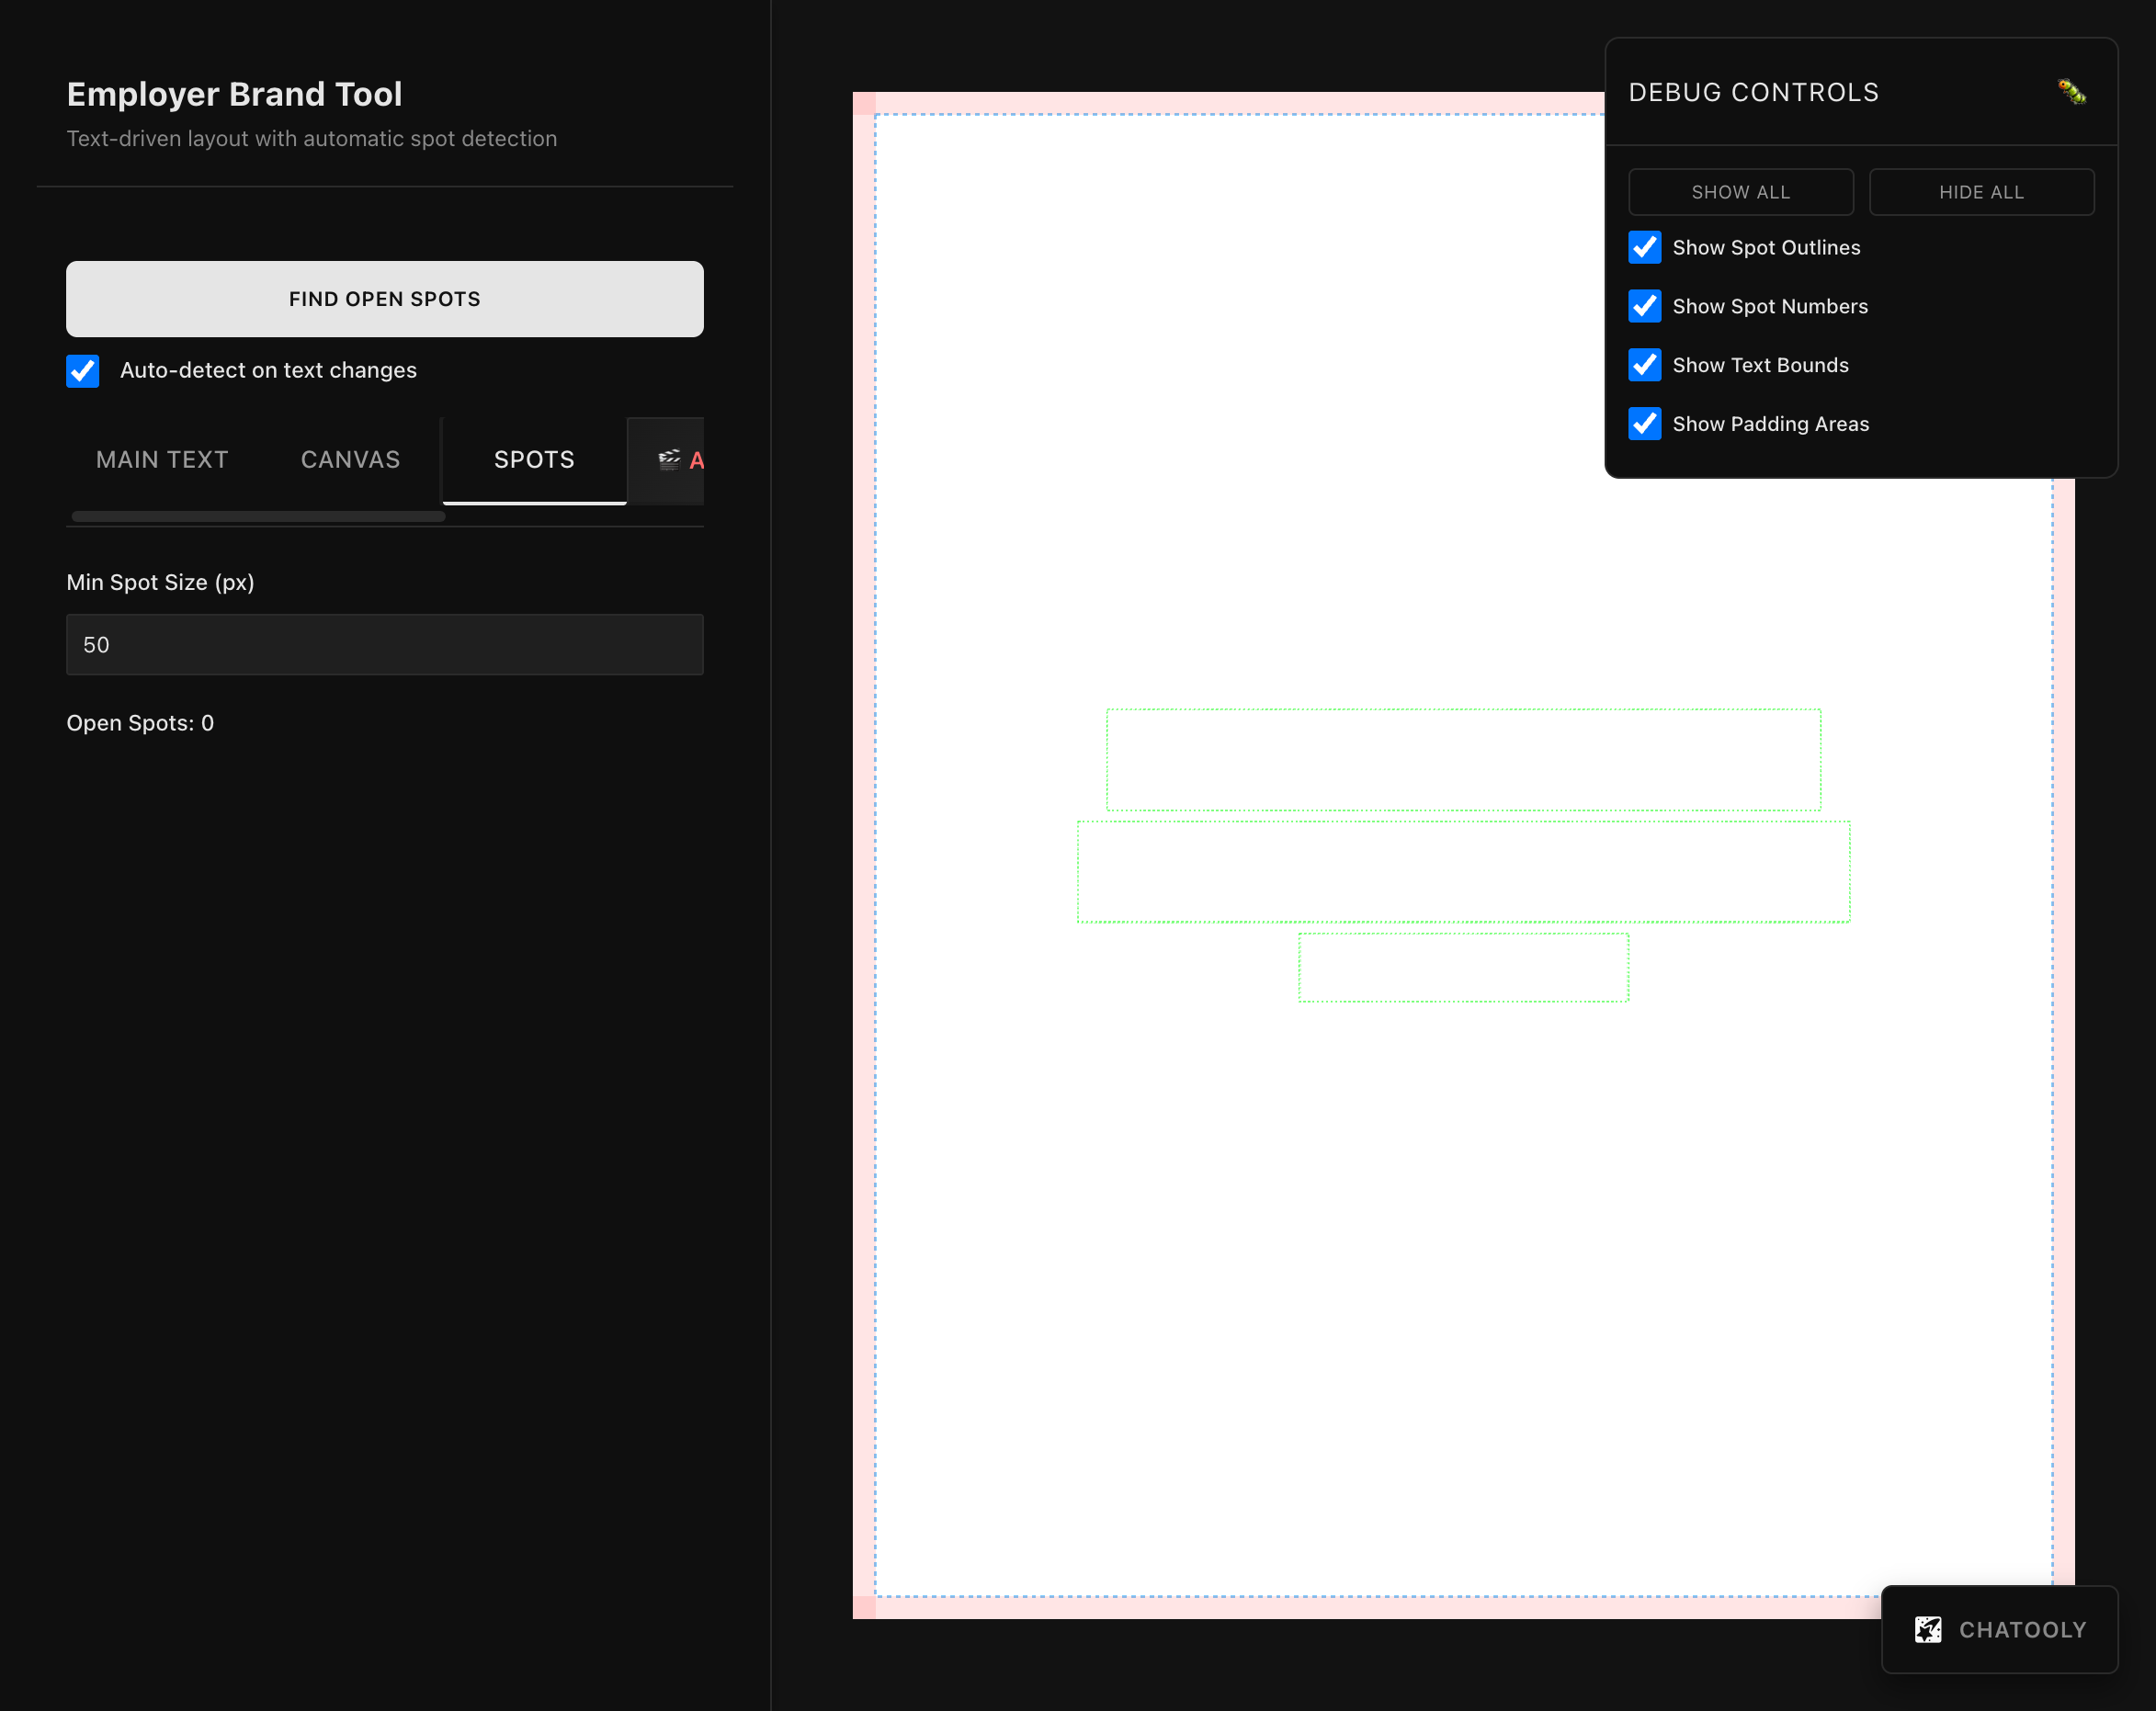 Employer Brand Tool
Text-driven layout with automatic spot detection
FIND OPEN SPOTS
Auto-detect on text changes
MAIN TEXT
CANVAS
SPOTS
A
Min Spot Size (px)
50
Open Spots: 0
DEBUG CONTROLS
SHOW ALL
HIDE ALL
Show Spot Outlines
Show Spot Numbers
Show Text Bounds
Show Padding Areas
CHATOOLY